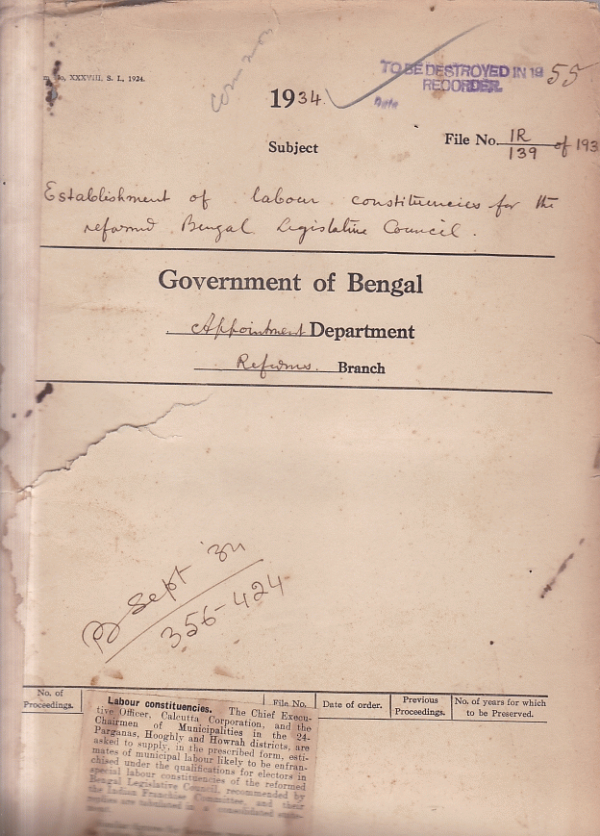 XXXVIII, S. L., 1924.
common
TO BE DESTROYED IN 19 55
RECORDER.
Date
1934
File No. 1R/139 of 193
Subject
Establishment of labour constituencies for the
reformed Bengal Legislative Council.
Government of Bengal
Appointment Department
Reforms Branch
B Sept '34
356-424
No. of Proceedings.
File No.
Date of order.
Previous Proceedings.
No. of years for which to be Preserved.
Labour constituencies. The Chief Execu-
tive Officer, Calcutta Corporation, and the
Chairmen of Municipalities in the 24-
Parganas, Hooghly and Howrah districts, are
asked to supply, in the prescribed form, esti-
mates of municipal labour likely to be enfran-
chised under the qualifications for electors in
special labour constituencies of the reformed
Bengal Legislative Council, recommended by
the Indian Franchise Committee, and their
replies are tabulated in a consolidated state-
ment.